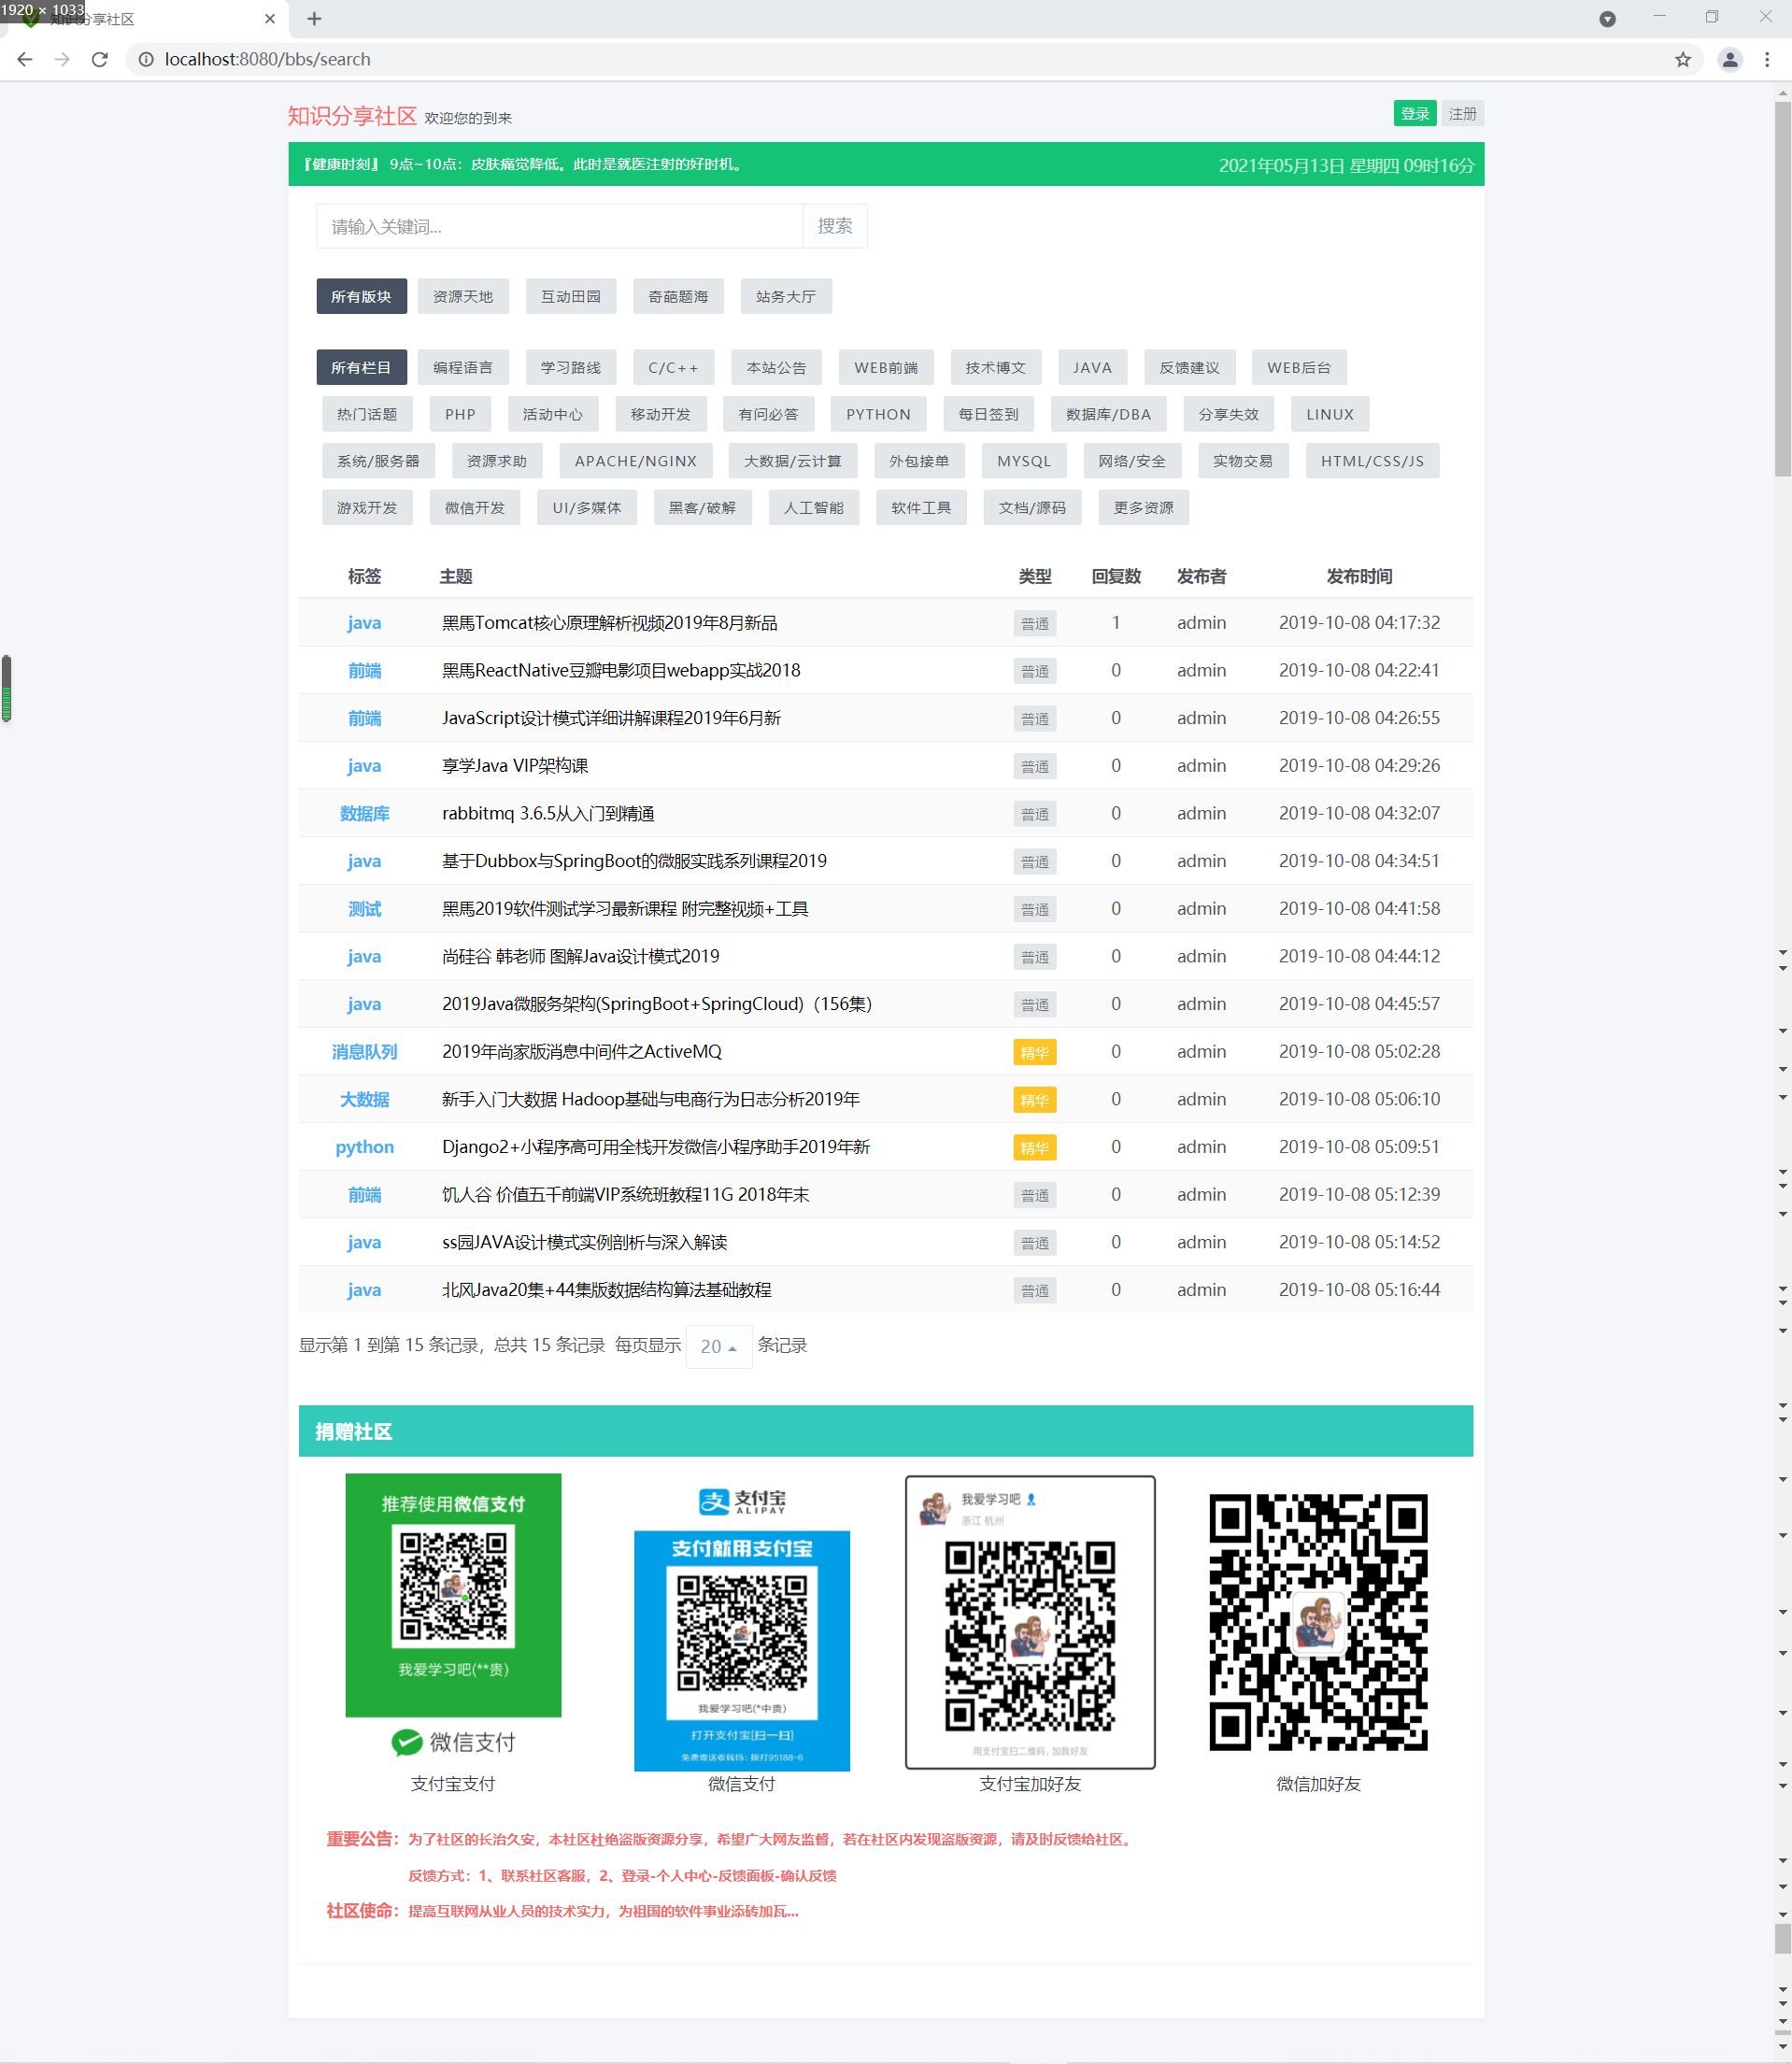 1920 × 1033
知识分享社区
localhost:8080/bbs/search
知识分享社区 欢迎您的到来
登录 注册
『健康时刻』 9点~10点：皮肤痛觉降低。此时是就医注射的好时机。
2021年05月13日 星期四 09时16分
请输入关键词... 搜索
所有版块 资源天地 互动田园 奇葩题海 站务大厅
所有栏目 编程语言 学习路线 C/C++ 本站公告 WEB前端 技术博文 JAVA 反馈建议 WEB后台
热门话题 PHP 活动中心 移动开发 有问必答 PYTHON 每日签到 数据库/DBA 分享失效 LINUX
系统/服务器 资源求助 APACHE/NGINX 大数据/云计算 外包接单 MYSQL 网络/安全 实物交易 HTML/CSS/JS
游戏开发 微信开发 UI/多媒体 黑客/破解 人工智能 软件工具 文档/源码 更多资源
标签 主题 类型 回复数 发布者 发布时间
java 黑馬Tomcat核心原理解析视频2019年8月新品 普通 1 admin 2019-10-08 04:17:32
前端 黑馬ReactNative豆瓣电影项目webapp实战2018 普通 0 admin 2019-10-08 04:22:41
前端 JavaScript设计模式详细讲解课程2019年6月新 普通 0 admin 2019-10-08 04:26:55
java 享学Java VIP架构课 普通 0 admin 2019-10-08 04:29:26
数据库 rabbitmq 3.6.5从入门到精通 普通 0 admin 2019-10-08 04:32:07
java 基于Dubbox与SpringBoot的微服实践系列课程2019 普通 0 admin 2019-10-08 04:34:51
测试 黑馬2019软件测试学习最新课程 附完整视频+工具 普通 0 admin 2019-10-08 04:41:58
java 尚硅谷 韩老师 图解Java设计模式2019 普通 0 admin 2019-10-08 04:44:12
java 2019Java微服务架构(SpringBoot+SpringCloud)（156集） 普通 0 admin 2019-10-08 04:45:57
消息队列 2019年尚家版消息中间件之ActiveMQ 精华 0 admin 2019-10-08 05:02:28
大数据 新手入门大数据 Hadoop基础与电商行为日志分析2019年 精华 0 admin 2019-10-08 05:06:10
python Django2+小程序高可用全栈开发微信小程序助手2019年新 精华 0 admin 2019-10-08 05:09:51
前端 饥人谷 价值五千前端VIP系统班教程11G 2018年末 普通 0 admin 2019-10-08 05:12:39
java ss园JAVA设计模式实例剖析与深入解读 普通 0 admin 2019-10-08 05:14:52
java 北风Java20集+44集版数据结构算法基础教程 普通 0 admin 2019-10-08 05:16:44
显示第 1 到第 15 条记录，总共 15 条记录 每页显示 20 条记录
捐赠社区
推荐使用微信支付
我爱学习吧(**贵)
微信支付
支付宝
ALIPAY
支付就用支付宝
我爱学习吧(*中贵)
打开支付宝[扫一扫]
免费寄送收钱码：拨打95188-6
我爱学习吧
浙江 杭州
用支付宝扫二维码，加我好友
支付宝支付 微信支付 支付宝加好友 微信加好友
重要公告：为了社区的长治久安，本社区杜绝盗版资源分享，希望广大网友监督，若在社区内发现盗版资源，请及时反馈给社区。
反馈方式：1、联系社区客服，2、登录-个人中心-反馈面板-确认反馈
社区使命：提高互联网从业人员的技术实力，为祖国的软件事业添砖加瓦...